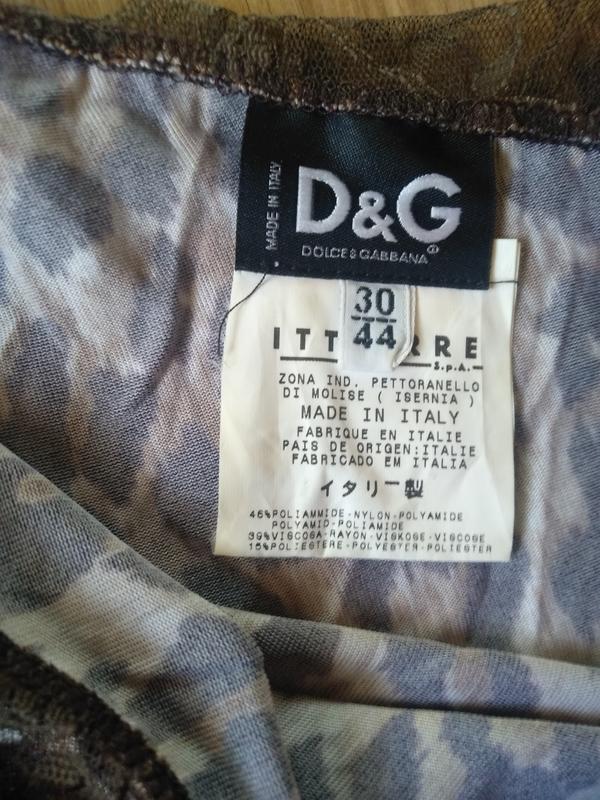 MADE IN ITALY
D&G
DOLCE&GABBANA®
30
44
ITT RRE
S.p.A.
ZONA IND. PETTORANELLO
DI MOLISE ( ISERNIA )
MADE IN ITALY
FABRIQUE EN ITALIE
PAIS DE ORIGEN:ITALIE
FABRICADO EM ITALIA
イタリー製
46%POLIAMMIDE-NYLON-POLYAMIDE
POLYAMID-POLIAMIDE
39%VISCOSA-RAYON-VISKOSE-VISCOSE
15%POLIESTERE-POLYESTER-POLIESTER